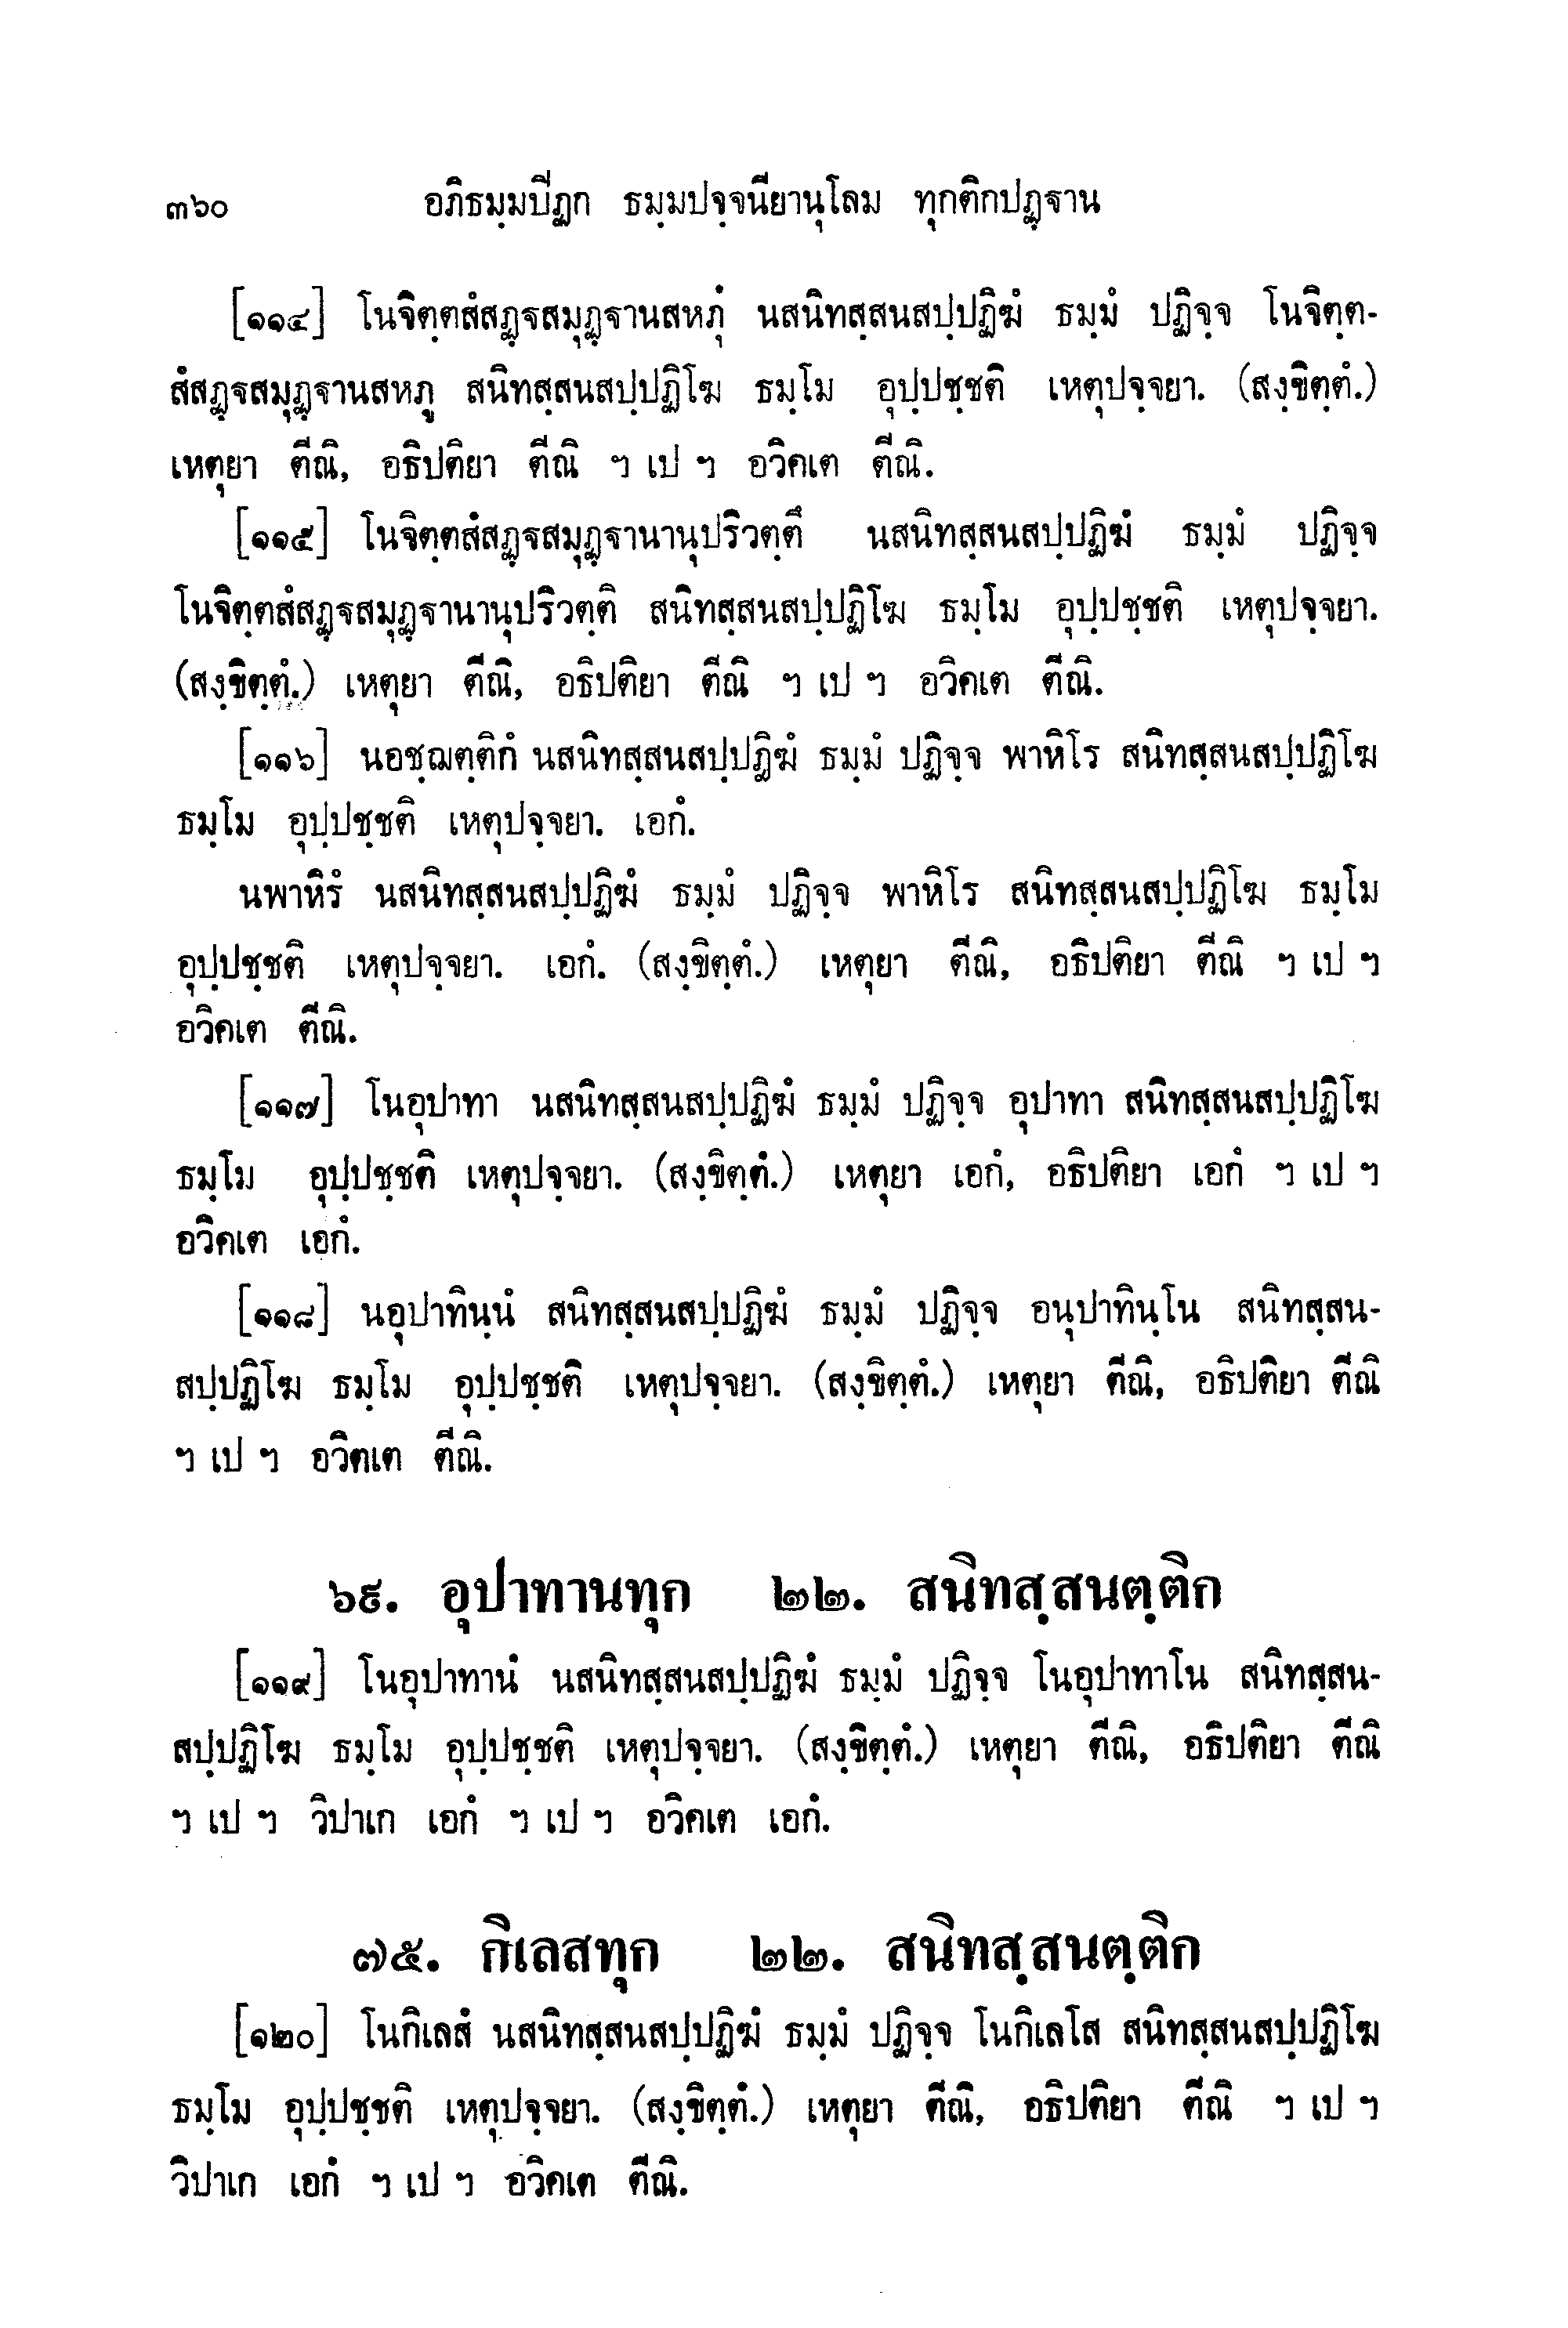 ๓๖๐ อภิธมฺมปีฏก ธมฺมปจฺจนียานุโลม ทุกติกปฏฺฐาน
[๑๑๔] โนจิตฺตสํสฏฺฐสมุฏฺฐานสหภุํ นสนิทสฺสนสปฺปฏิฆํ ธมฺมํ ปฏิจฺจ โนจิตฺต-
สํสฏฺฐสมุฏฺฐานสหภู สนิทสฺสนสปฺปฏิโฆ ธมฺโม อุปฺปชฺชติ เหตุปจฺจยา. (สงฺขิตฺตํ.)
เหตุยา ตีณิ, อธิปติยา ตีณิ ฯ เป ฯ อวิคเต ตีณิ.
[๑๑๕] โนจิตฺตสํสฏฺฐสมุฏฺฐานานุปริวตฺตึ นสนิทสฺสนสปฺปฏิฆํ ธมฺมํ ปฏิจฺจ
โนจิตฺตสํสฏฺฐสมุฏฺฐานานุปริวตฺติ สนิทสฺสนสปฺปฏิโฆ ธมฺโม อุปฺปชฺชติ เหตุปจฺจยา.
(สงฺขิตฺตํ.) เหตุยา ตีณิ, อธิปติยา ตีณิ ฯ เป ฯ อวิคเต ตีณิ.
[๑๑๖] นอชฺฌตฺติกํ นสนิทสฺสนสปฺปฏิฆํ ธมฺมํ ปฏิจฺจ พาหิโร สนิทสฺสนสปฺปฏิโฆ
ธมฺโม อุปฺปชฺชติ เหตุปจฺจยา. เอกํ.
นพาหิรํ นสนิทสฺสนสปฺปฏิฆํ ธมฺมํ ปฏิจฺจ พาหิโร สนิทสฺสนสปฺปฏิโฆ ธมฺโม
อุปฺปชฺชติ เหตุปจฺจยา. เอกํ. (สงฺขิตฺตํ.) เหตุยา ตีณิ, อธิปติยา ตีณิ ฯ เป ฯ
อวิคเต ตีณิ.
[๑๑๗] โนอุปาทา นสนิทสฺสนสปฺปฏิฆํ ธมฺมํ ปฏิจฺจ อุปาทา สนิทสฺสนสปฺปฏิโฆ
ธมฺโม อุปฺปชฺชติ เหตุปจฺจยา. (สงฺขิตฺตํ.) เหตุยา เอกํ, อธิปติยา เอกํ ฯ เป ฯ
อวิคเต เอกํ.
[๑๑๘] นอุปาทินฺนํ สนิทสฺสนสปฺปฏิฆํ ธมฺมํ ปฏิจฺจ อนุปาทินฺโน สนิทสฺสน-
สปฺปฏิโฆ ธมฺโม อุปฺปชฺชติ เหตุปจฺจยา. (สงฺขิตฺตํ.) เหตุยา ตีณิ, อธิปติยา ตีณิ
ฯ เป ฯ อวิคเต ตีณิ.
๖๙. อุปาทานทุก ๒๒. สนิทสฺสนตฺติก
[๑๑๙] โนอุปาทานํ นสนิทสฺสนสปฺปฏิฆํ ธมฺมํ ปฏิจฺจ โนอุปาทาโน สนิทสฺสน-
สปฺปฏิโฆ ธมฺโม อุปฺปชฺชติ เหตุปจฺจยา. (สงฺขิตฺตํ.) เหตุยา ตีณิ, อธิปติยา ตีณิ
ฯ เป ฯ วิปาเก เอกํ ฯ เป ฯ อวิคเต เอกํ.
๗๕. กิเลสทุก ๒๒. สนิทสฺสนตฺติก
[๑๒๐] โนกิเลสํ นสนิทสฺสนสปฺปฏิฆํ ธมฺมํ ปฏิจฺจ โนกิเลโส สนิทสฺสนสปฺปฏิโฆ
ธมฺโม อุปฺปชฺชติ เหตุปจฺจยา. (สงฺขิตฺตํ.) เหตุยา ตีณิ, อธิปติยา ตีณิ ฯ เป ฯ
วิปาเก เอกํ ฯ เป ฯ อวิคเต ตีณิ.